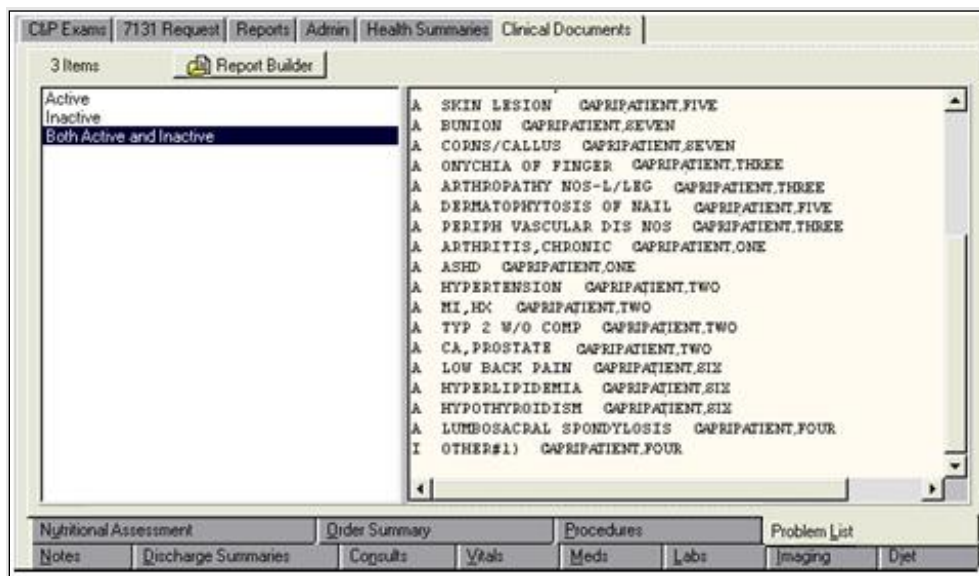 C&P Exams 7131 Request Reports Admin Health Summaries Clinical Documents
3 Items Report Builder
Active
Inactive
Both Active and Inactive
A SKIN LESION CAPRIPATIENT,FIVE
A BUNION CAPRIPATIENT,SEVEN
A CORNS/CALLUS CAPRIPATIENT,SEVEN
A ONYCHIA OF FINGER CAPRIPATIENT,THREE
A ARTHROPATHY NOS-L/LEG CAPRIPATIENT,THREE
A DERMATOPHYTOSIS OF NAIL CAPRIPATIENT,FIVE
A PERIPH VASCULAR DIS NOS CAPRIPATIENT,THREE
A ARTHRITIS,CHRONIC CAPRIPATIENT,ONE
A ASHD CAPRIPATIENT,ONE
A HYPERTENSION CAPRIPATIENT,TWO
A MI,HX CAPRIPATIENT,TWO
A TYP 2 W/O COMP CAPRIPATIENT,TWO
A CA,PROSTATE CAPRIPATIENT,TWO
A LOW BACK PAIN CAPRIPATIENT,SIX
A HYPERLIPIDEMIA CAPRIPATIENT,SIX
A HYPOTHYROIDISM CAPRIPATIENT,SIX
A LUMBOSACRAL SPONDYLOSIS CAPRIPATIENT,FOUR
I OTHER#1) CAPRIPATIENT,FOUR
Nutritional Assessment Order Summary Procedures Problem List
Notes Discharge Summaries Consults Vitals Meds Labs Imaging Diet